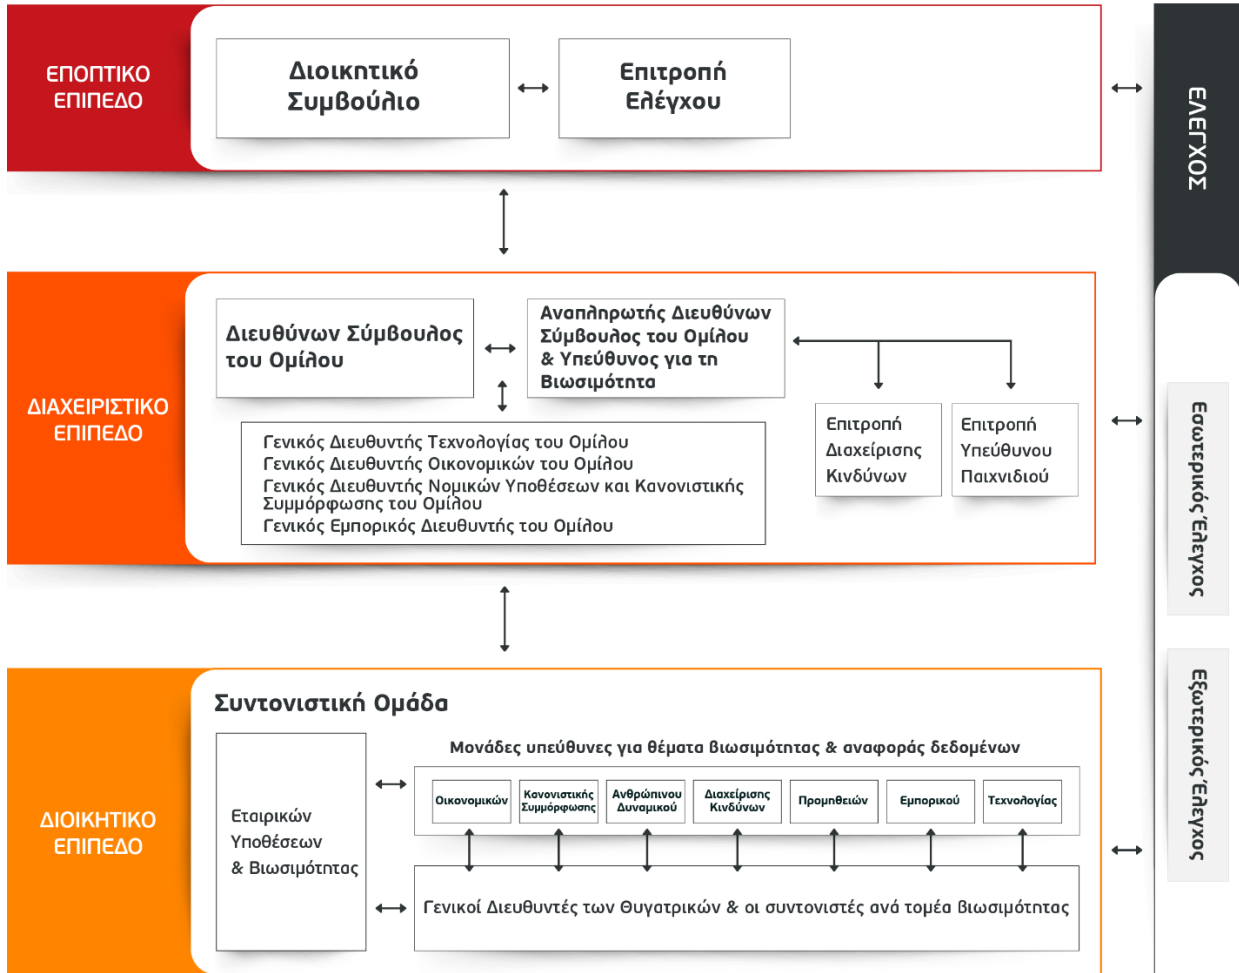 ΕΠΟΠΤΙΚΟ
ΕΠΙΠΕΔΟ
Διοικητικό
Συμβούλιο
Επιτροπή
Ελέγχου
ΕΛΕΓΧΟΣ
ΔΙΑΧΕΙΡΙΣΤΙΚΟ
ΕΠΙΠΕΔΟ
Διευθύνων Σύμβουλος
του Ομίλου
Αναπληρωτής Διευθύνων
Σύμβουλος του Ομίλου
& Υπεύθυνος για τη
Βιωσιμότητα
Γενικός Διευθυντής Τεχνολογίας του Ομίλου
Γενικός Διευθυντής Οικονομικών του Ομίλου
Γενικός Διευθυντής Νομικών Υποθέσεων και Κανονιστικής
Συμμόρφωσης του Ομίλου
Γενικός Εμπορικός Διευθυντής του Ομίλου
Επιτροπή
Διαχείρισης
Κινδύνων
Επιτροπή
Υπεύθυνου
Παιχνιδιού
Εσωτερικός Έλεγχος
ΔΙΟΙΚΗΤΙΚΟ
ΕΠΙΠΕΔΟ
Συντονιστική Ομάδα
Εταιρικών
Υποθέσεων
& Βιωσιμότητας
Μονάδες υπεύθυνες για θέματα βιωσιμότητας & αναφοράς δεδομένων
Οικονομικών
Κανονιστικής
Συμμόρφωσης
Ανθρώπινου
Δυναμικού
Διαχείρισης
Κινδύνων
Προμηθειών
Εμπορικού
Τεχνολογίας
Γενικοί Διευθυντές των Θυγατρικών & οι συντονιστές ανά τομέα βιωσιμότητας
Εξωτερικός Έλεγχος